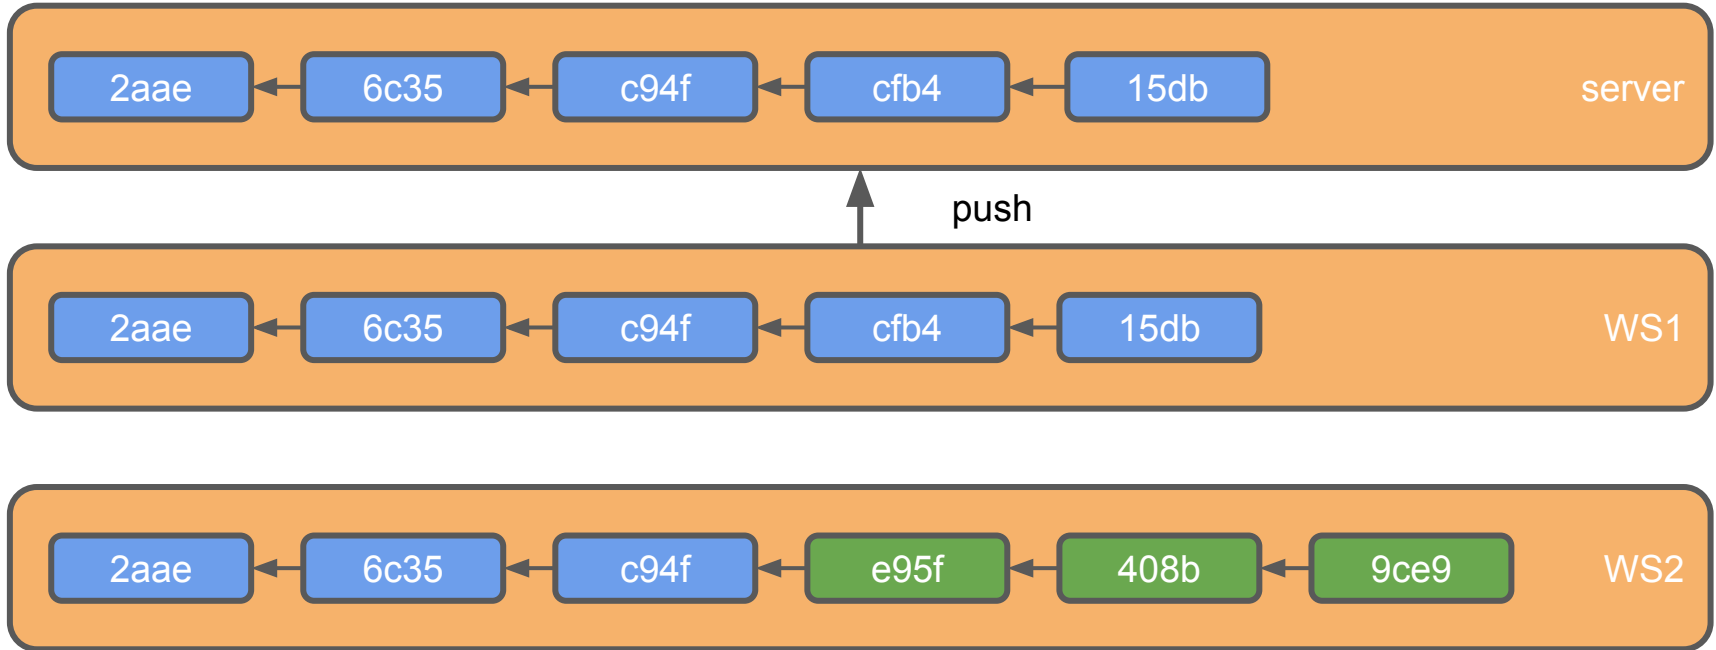 2aae 6c35 c94f cfb4 15db server
push
2aae 6c35 c94f cfb4 15db WS1
2aae 6c35 c94f e95f 408b 9ce9 WS2